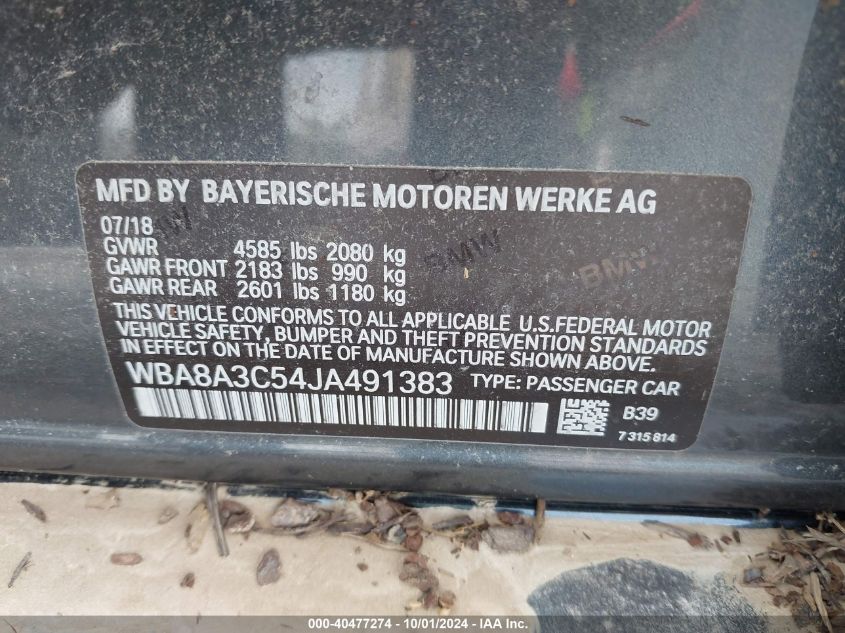 MFD BY BAYERISCHE MOTOREN WERKE AG
07/18
GVWR 4585 lbs 2080 kg
GAWR FRONT 2183 lbs 990 kg
GAWR REAR 2601 lbs 1180 kg
THIS VEHICLE CONFORMS TO ALL APPLICABLE U.S.FEDERAL MOTOR
VEHICLE SAFETY, BUMPER AND THEFT PREVENTION STANDARDS
IN EFFECT ON THE DATE OF MANUFACTURE SHOWN ABOVE.
WBA8A3C54JA491383 TYPE: PASSENGER CAR
B39
7 315 814
BMW
BMW
000-40477274 - 10/01/2024 - IAA Inc.